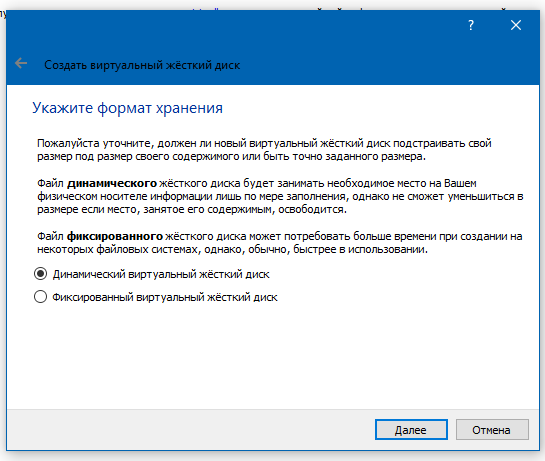 ?
Создать виртуальный жёсткий диск
Укажите формат хранения
Пожалуйста уточните, должен ли новый виртуальный жёсткий диск подстраивать свой
размер под размер своего содержимого или быть точно заданного размера.
Файл динамического жёсткого диска будет занимать необходимое место на Вашем
физическом носителе информации лишь по мере заполнения, однако не сможет уменьшиться в
размере если место, занятое его содержимым, освободится.
Файл фиксированного жёсткого диска может потребовать больше времени при создании на
некоторых файловых системах, однако, обычно, быстрее в использовании.
Динамический виртуальный жёсткий диск
Фиксированный виртуальный жёсткий диск
Далее
Отмена